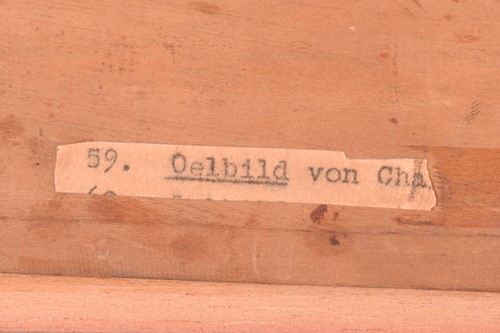 59. Oelbild von Cha